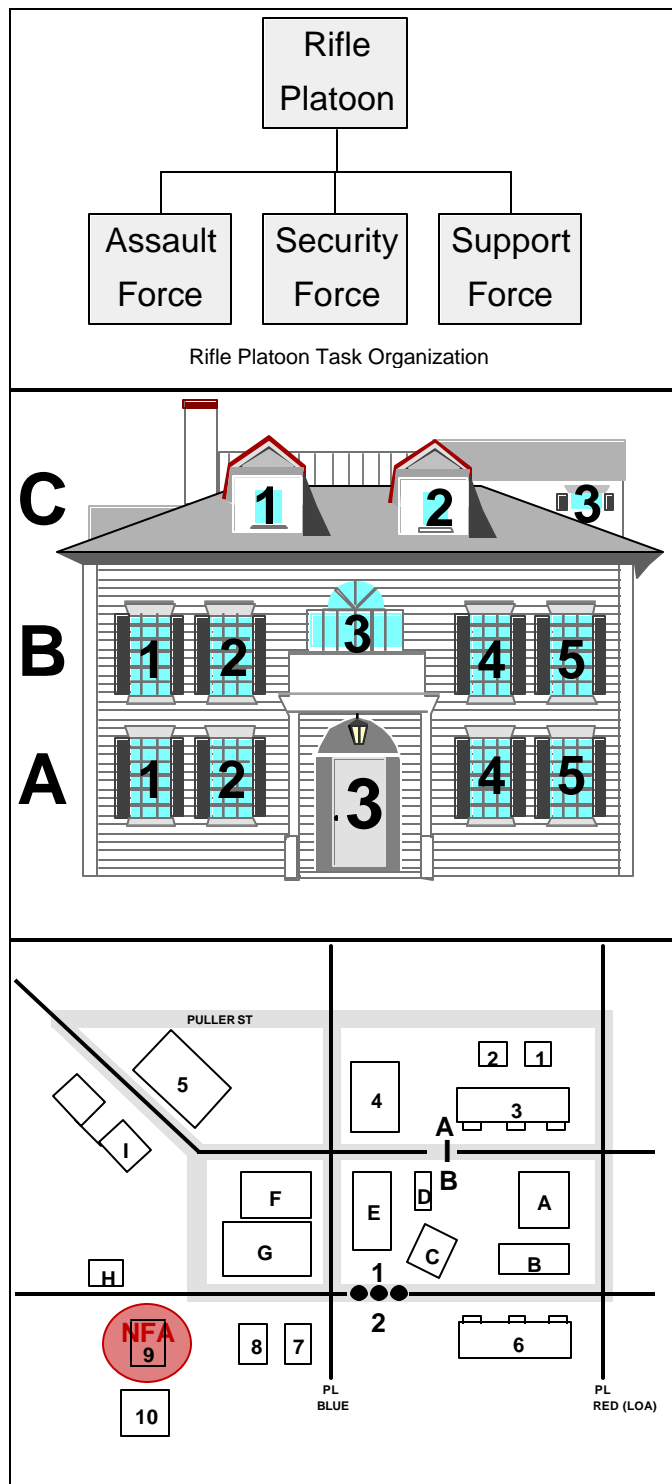 Rifle
Platoon
Assault Security Support
Force Force Force
Rifle Platoon Task Organization
C 1 2 3
B 1 2 3 4 5
A 1 2 3 4 5
PULLER ST
2 1
5
4 3
A
I
I
B
F E D A
G C B
H
1
2
NFA
9 8 7 6
PL PL
BLUE RED (LOA)
10